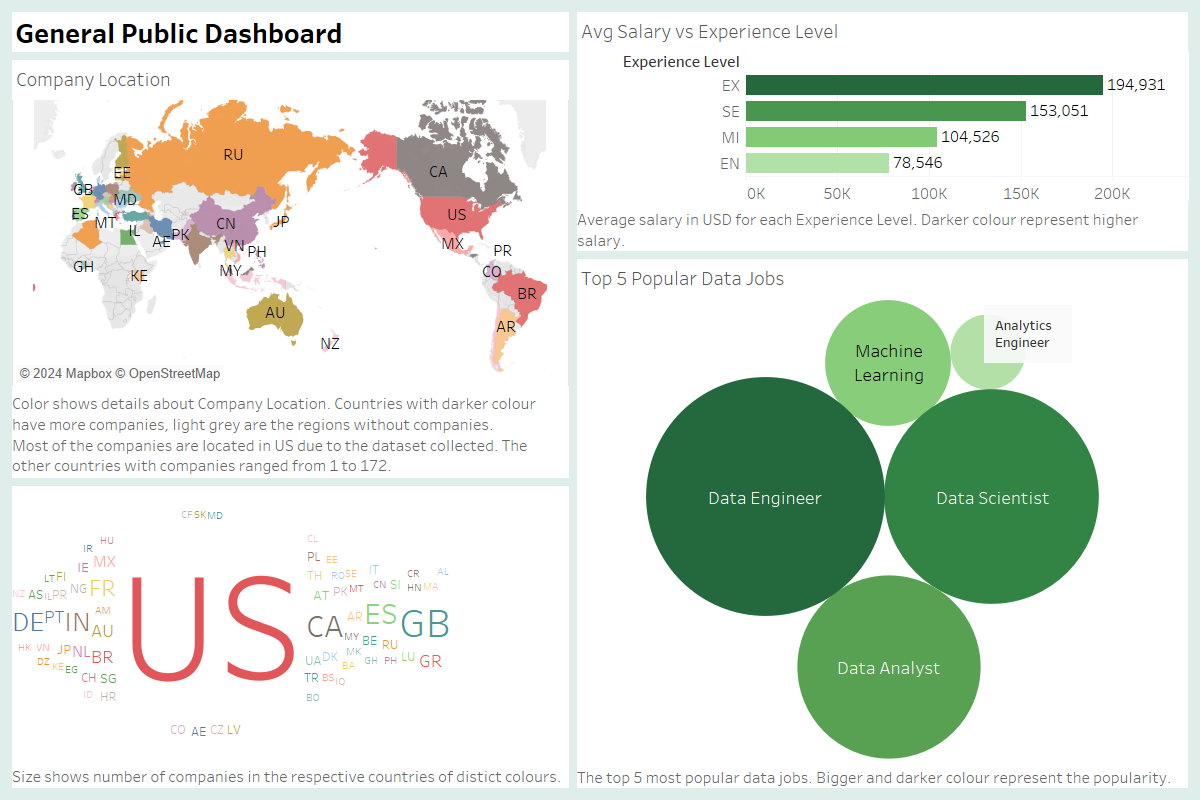 General Public Dashboard
Company Location
RU
CA
EE
GB
MD
ES
MT
IL
AE
PK
CN
JP
VN
PH
MY
GH
KE
AU
NZ
US
MX
PR
CO
BR
AR
© 2024 Mapbox © OpenStreetMap
Color shows details about Company Location. Countries with darker colour
have more companies, light grey are the regions without companies.
Most of the companies are located in US due to the dataset collected. The
other countries with companies ranged from 1 to 172.
CF SK MD
HU
IR
IE MX
LT FI
NZ AS IL PR NG FR
DE PT IN AM
AU
HK VN JP NL BR
DZ KE EG
CH SG
ID HR
US
CL
PL EE
TH RO SE IT CR AL
AT PK MT CN SI HN MA
CA AR ES GB
MY BE RU
UA DK MK GH PH LU GR
BA
TR BS IQ
BO
CO AE CZ LV
Size shows number of companies in the respective countries of distict colours.
Avg Salary vs Experience Level
Experience Level
EX 194,931
SE 153,051
MI 104,526
EN 78,546
0K 50K 100K 150K 200K
Average salary in USD for each Experience Level. Darker colour represent higher
salary.
Top 5 Popular Data Jobs
Machine
Learning
Analytics
Engineer
Data Engineer
Data Scientist
Data Analyst
The top 5 most popular data jobs. Bigger and darker colour represent the popularity.